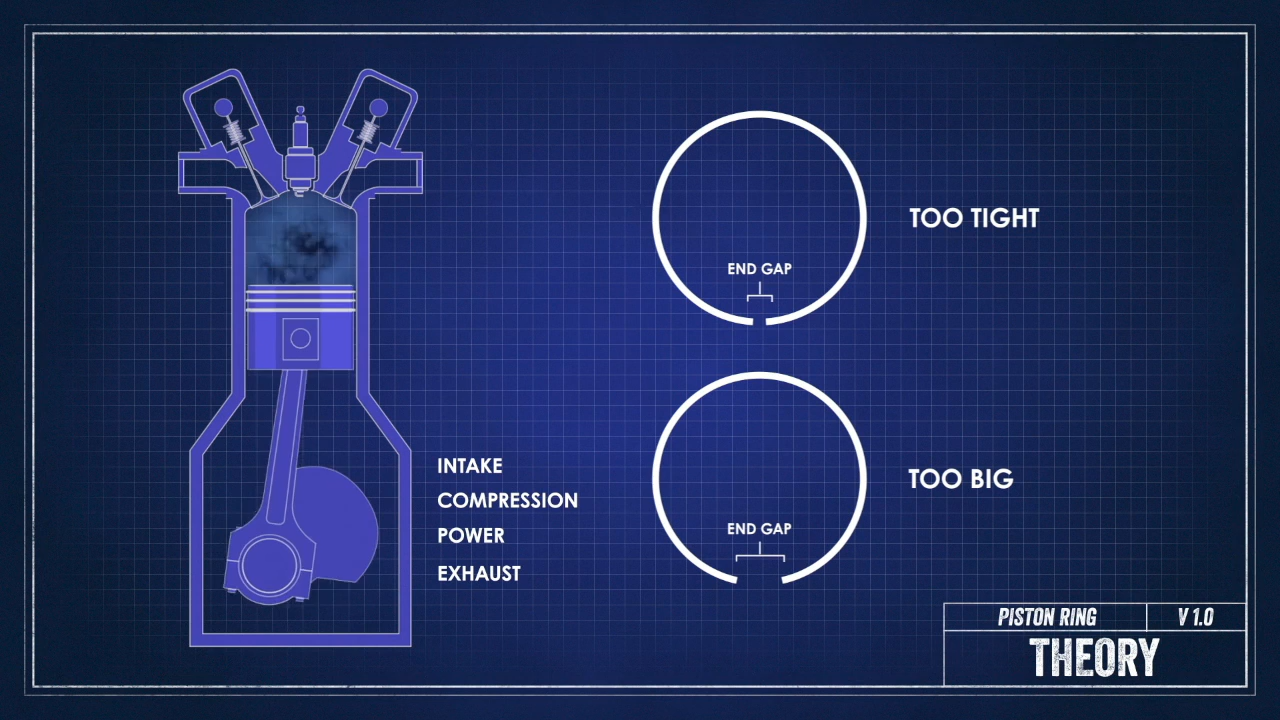 TOO TIGHT
END GAP
INTAKE
COMPRESSION
POWER
EXHAUST
TOO BIG
END GAP
PISTON RING
V 1.0
THEORY